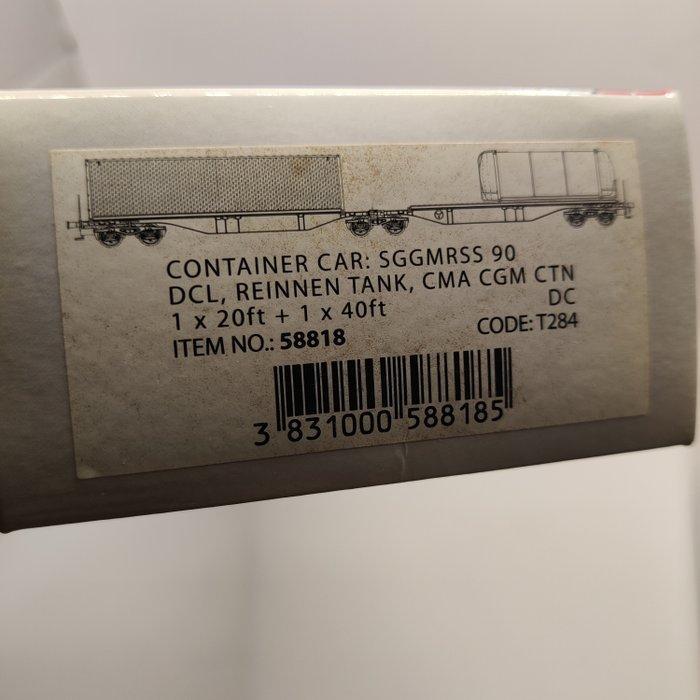 CONTAINER CAR: SGGMRSS 90
DCL, REINNEN TANK, CMA CGM CTN
1 x 20ft + 1 x 40ft DC
ITEM NO.: 58818 CODE: T284
3 831000 588185